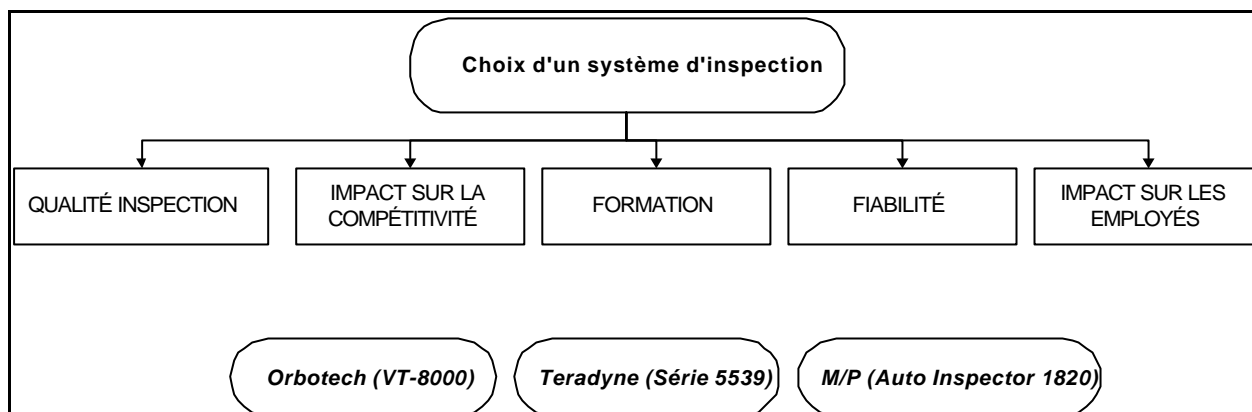 Choix d'un système d'inspection
QUALITÉ INSPECTION
IMPACT SUR LA
COMPÉTITIVITÉ
FORMATION
FIABILITÉ
IMPACT SUR LES
EMPLOYÉS
Orbotech (VT-8000)
Teradyne (Série 5539)
M/P (Auto Inspector 1820)